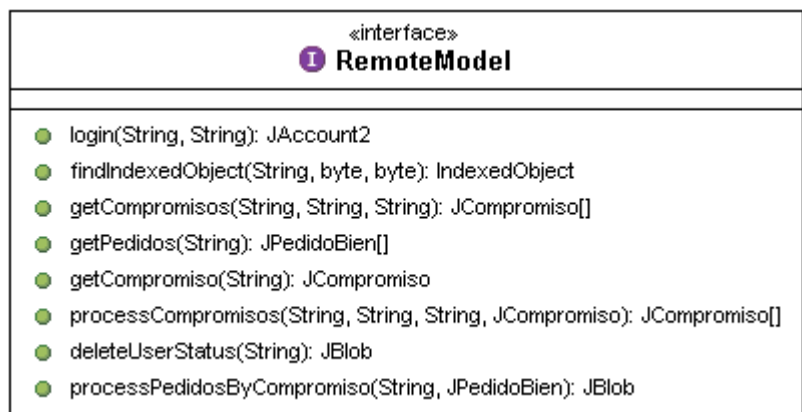 «interface»
I RemoteModel
login(String, String): JAccount2
findIndexedObject(String, byte, byte): IndexedObject
getCompromisos(String, String, String): JCompromiso[]
getPedidos(String): JPedidoBien[]
getCompromiso(String): JCompromiso
processCompromisos(String, String, String, JCompromiso): JCompromiso[]
deleteUserStatus(String): JBlob
processPedidosByCompromiso(String, JPedidoBien): JBlob